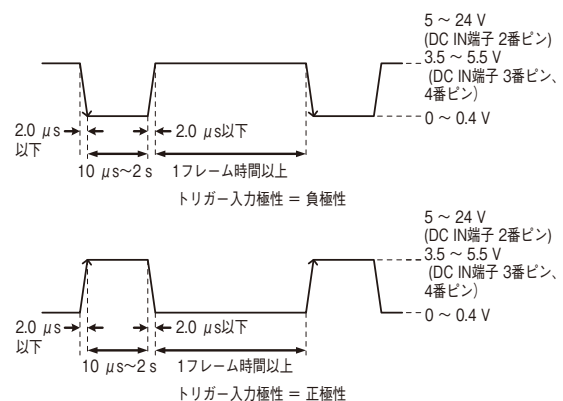 5 ~ 24 V
(DC IN端子 2番ピン)
3.5 ~ 5.5 V
(DC IN端子 3番ピン、
4番ピン)
0 ~ 0.4 V
2.0 μs
以下
2.0 μs以下
10 μs~2 s
1フレーム時間以上
トリガー入力極性 = 負極性
5 ~ 24 V
(DC IN端子 2番ピン)
3.5 ~ 5.5 V
(DC IN端子 3番ピン、
4番ピン)
0 ~ 0.4 V
2.0 μs
以下
2.0 μs以下
10 μs~2 s
1フレーム時間以上
トリガー入力極性 = 正極性